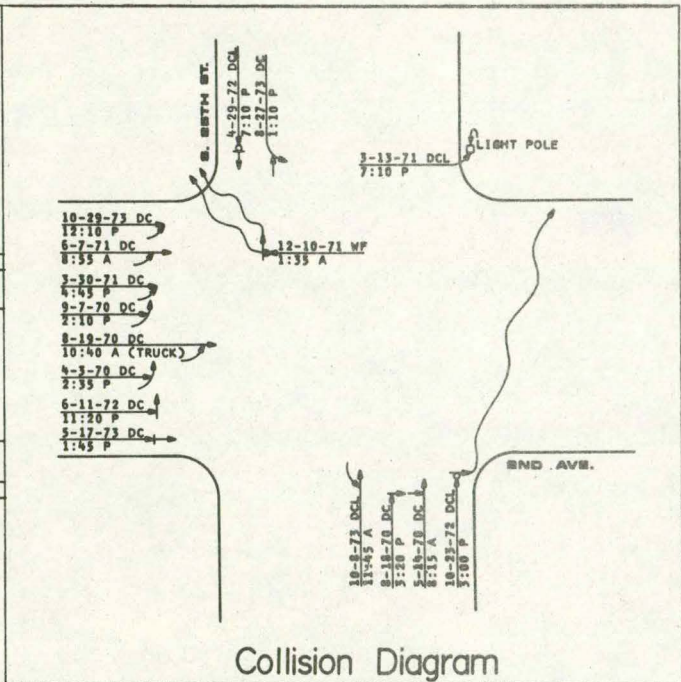 S. 25TH ST.
4-29-72 DCL
7:10 P
8-27-73 DC
1:10 P
LIGHT POLE
3-13-71 DCL
7:10 P
10-29-73 DC
12:10 P
6-7-71 DC
8:55 A
12-10-71 WF
1:35 A
3-30-71 DC
4:45 P
9-7-70 DC
2:10 P
8-19-70 DC
10:40 A (TRUCK)
4-3-70 DC
2:35 P
6-11-72 DC
11:20 P
5-17-73 DC
1:45 P
2ND AVE.
10-8-73 DCL
11:45 A
8-18-70 DC
3:20 P
5-14-70 DC
8:15 A
10-23-72 DCL
3:00 P
Collision Diagram